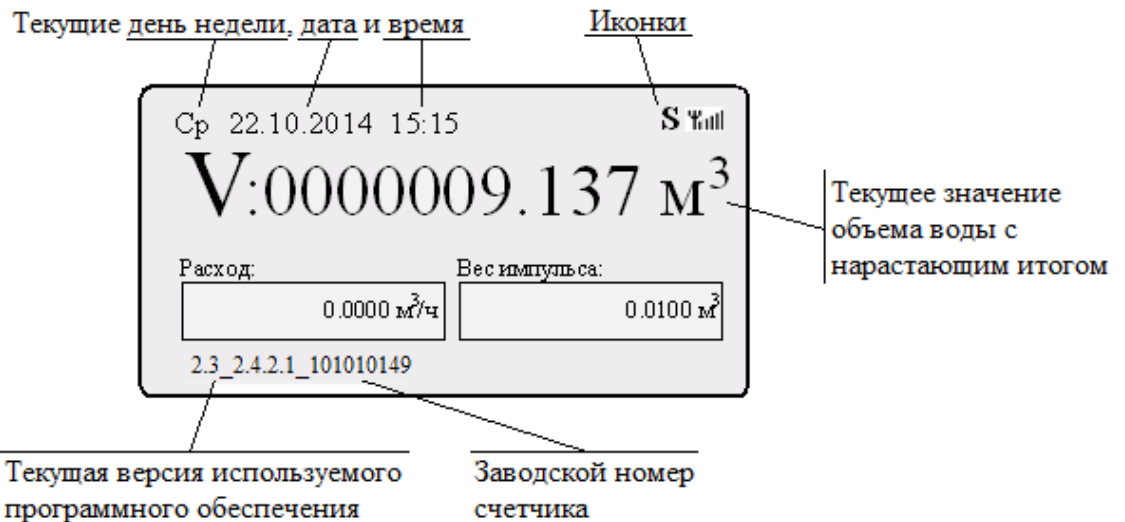 Текущие день недели, дата и время
Иконки
Ср 22.10.2014 15:15
S
V:0000009.137 м³
Текущее значение
объема воды с
нарастающим итогом
Расход:
Вес импульса:
0.0000 м³/ч
0.0100 м³
2.3_2.4.2.1_101010149
Текущая версия используемого
программного обеспечения
Заводской номер
счетчика